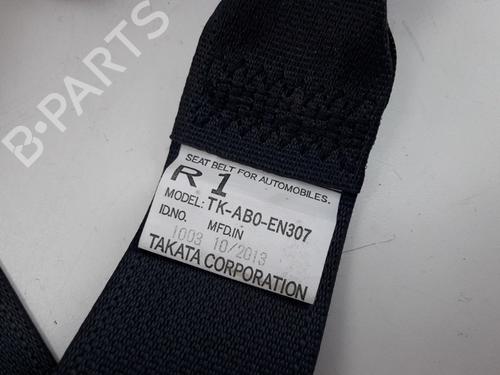 B-PARTS
SEAT BELT FOR AUTOMOBILES.
R 1
MODEL: TK-AB0-EN307
ID.NO. MFD.IN
1003 10/2013
TAKATA CORPORATION